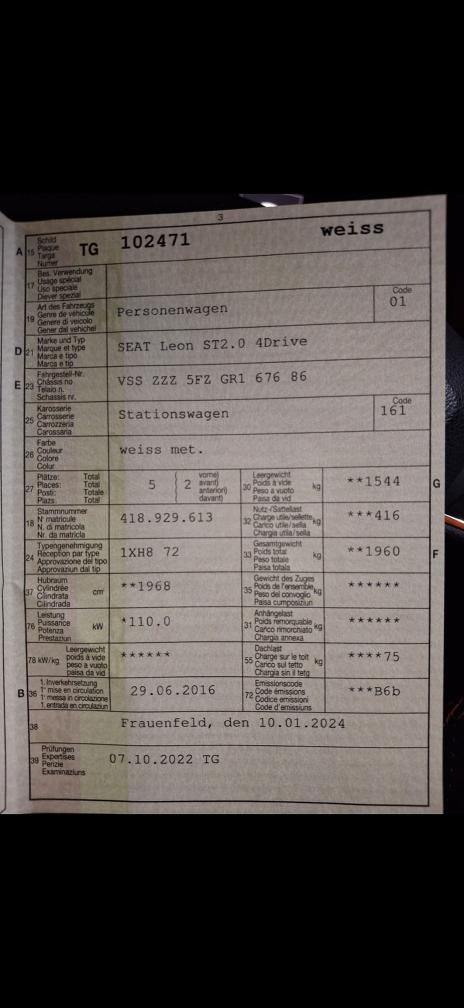 3
A 15 Schild Plaque Targa Numer TG 102471 weiss
17 Bes. Verwendung Usage spécial Uso speciale Diever spezial
19 Art des Fahrzeugs Genre de véhicule Genere di veicolo Gener dal vehichel Personenwagen Code 01
D 21 Marke und Typ Marque et type Marca e tipo Marca e tip SEAT Leon ST2.0 4Drive
E 23 Fahrgestell-Nr. Châssis no Telaio n. Schassis nr. VSS ZZZ 5FZ GR1 676 86
25 Karosserie Carrosserie Carrozzeria Carossaria Stationswagen Code 161
26 Farbe Couleur Colore Colur weiss met.
27 Plätze: Total Places: Total Posti: Totale Plazs: Total 5 2 vorne) avant) anteriori) davant) 30 Leergewicht Poids à vide Peso a vuoto Paisa da vid kg **1544 G
18 Stammnummer N° matricule N. di matricola Nr. da matricla 418.929.613 32 Nutz-/Sattellast Charge utile/sellette Carico utile/sella Chargia utila/sella kg ***416
24 Typengenehmigung Réception par type Approvazione del tipo Approvaziun dal tip 1XH8 72 33 Gesamtgewicht Poids total Peso totale Paisa totala kg **1960 F
37 Hubraum Cylindrée Cilindrata Cilindrada cm³ **1968 35 Gewicht des Zuges Poids de l'ensemble Peso del convoglio Paisa cumposiziun kg ******
76 Leistung Puissance Potenza Prestaziun kW *110.0 31 Anhängelast Poids remorquable Carico rimorchiato Chargia annexa kg ******
78 kW/kg Leergewicht poids à vide peso a vuoto paisa da vid ****** 55 Dachlast Charge sur le toit Carico sul tetto Chargia sin il tetg kg ****75
B 36 1. Inverkehrsetzung 1re mise en circulation 1a messa in circolazione 1. entrada en circulaziun 29.06.2016 72 Emissionscode Code émissions Codice emissioni Code d'emissiuns ***B6b
38 Frauenfeld, den 10.01.2024
39 Prüfungen Expertises Perizie Examinaziuns 07.10.2022 TG